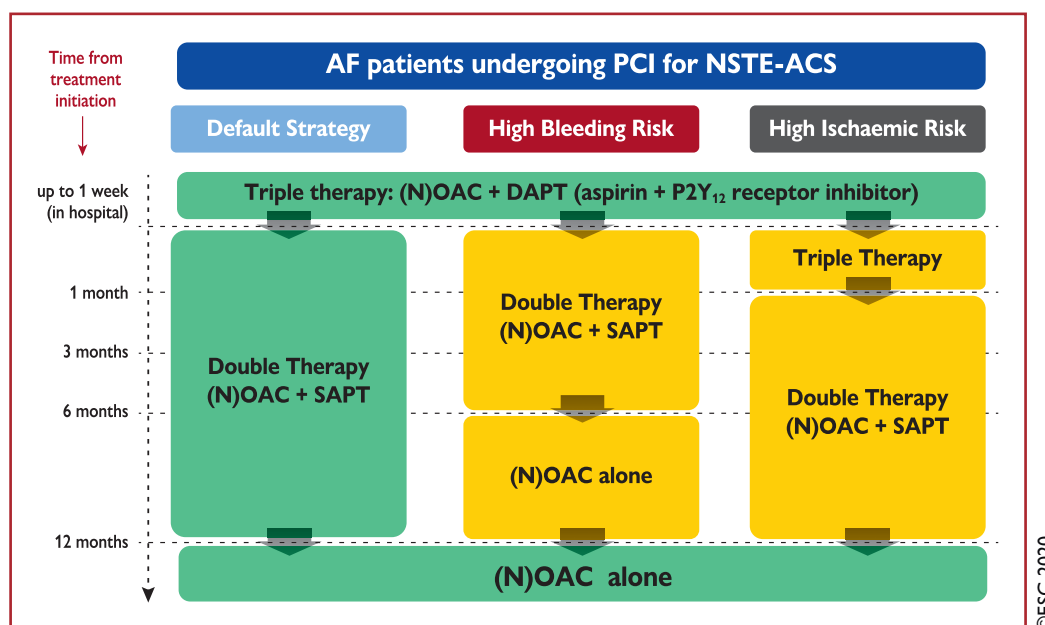 AF patients undergoing PCI for NSTE-ACS
Time from
treatment
initiation
Default Strategy
High Bleeding Risk
High Ischaemic Risk
up to 1 week
(in hospital)
Triple therapy: (N)OAC + DAPT (aspirin + P2Y₁₂ receptor inhibitor)
Triple Therapy
1 month
Double Therapy
(N)OAC + SAPT
3 months
Double Therapy
(N)OAC + SAPT
Double Therapy
(N)OAC + SAPT
6 months
(N)OAC alone
12 months
(N)OAC alone
©ESC 2020